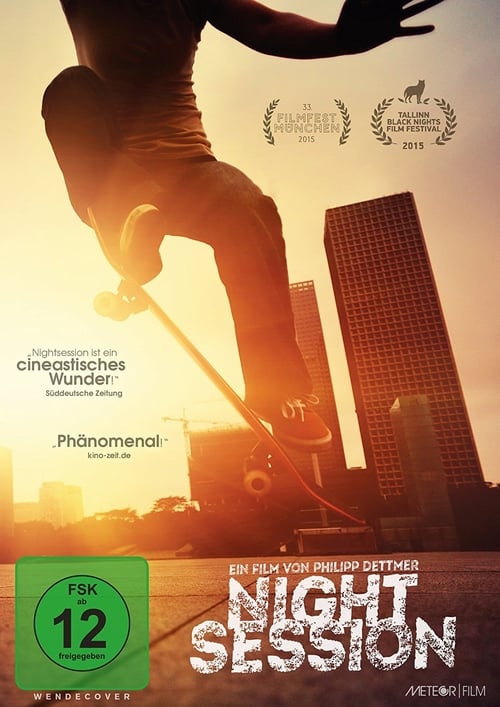 33.
FILMFEST
MÜNCHEN
2015
TALLINN
BLACK NIGHTS
FILM FESTIVAL
2015
„Nightsession ist ein
cineastisches
Wunder!“
Süddeutsche Zeitung
„Phänomenal!“
kino-zeit.de
EIN FILM VON PHILIPP DETTMER
NIGHT
SESSION
FSK
ab
12
freigegeben
WENDECOVER
METEOR|FILM